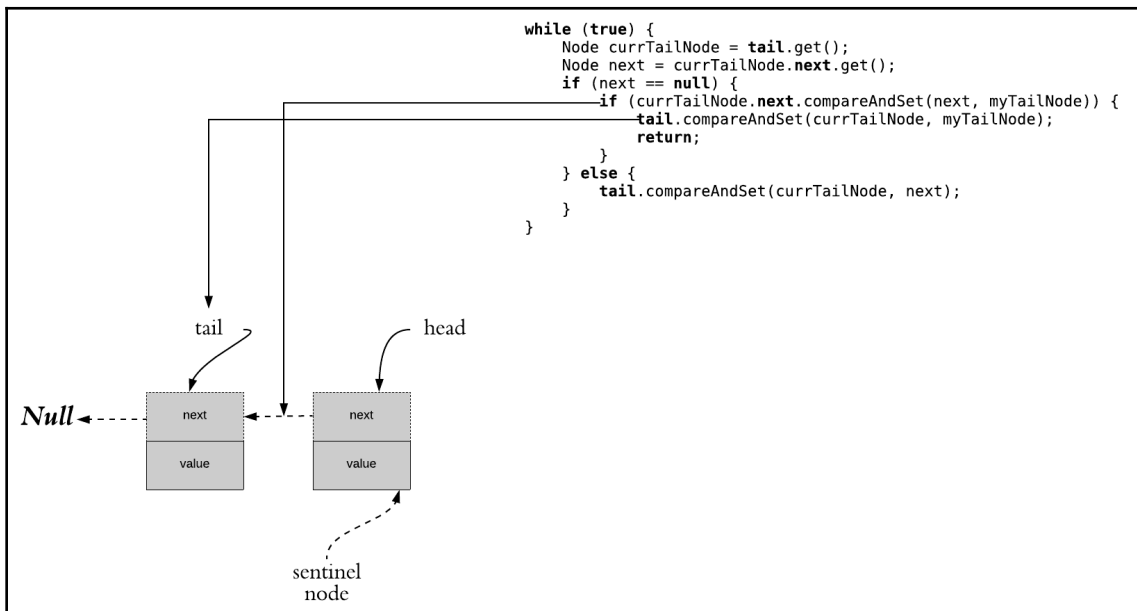 while (true) {
    Node currTailNode = tail.get();
    Node next = currTailNode.next.get();
    if (next == null) {
        if (currTailNode.next.compareAndSet(next, myTailNode)) {
            tail.compareAndSet(currTailNode, myTailNode);
            return;
        }
    } else {
        tail.compareAndSet(currTailNode, next);
    }
}
tail
head
Null
next
next
value
value
sentinel
node